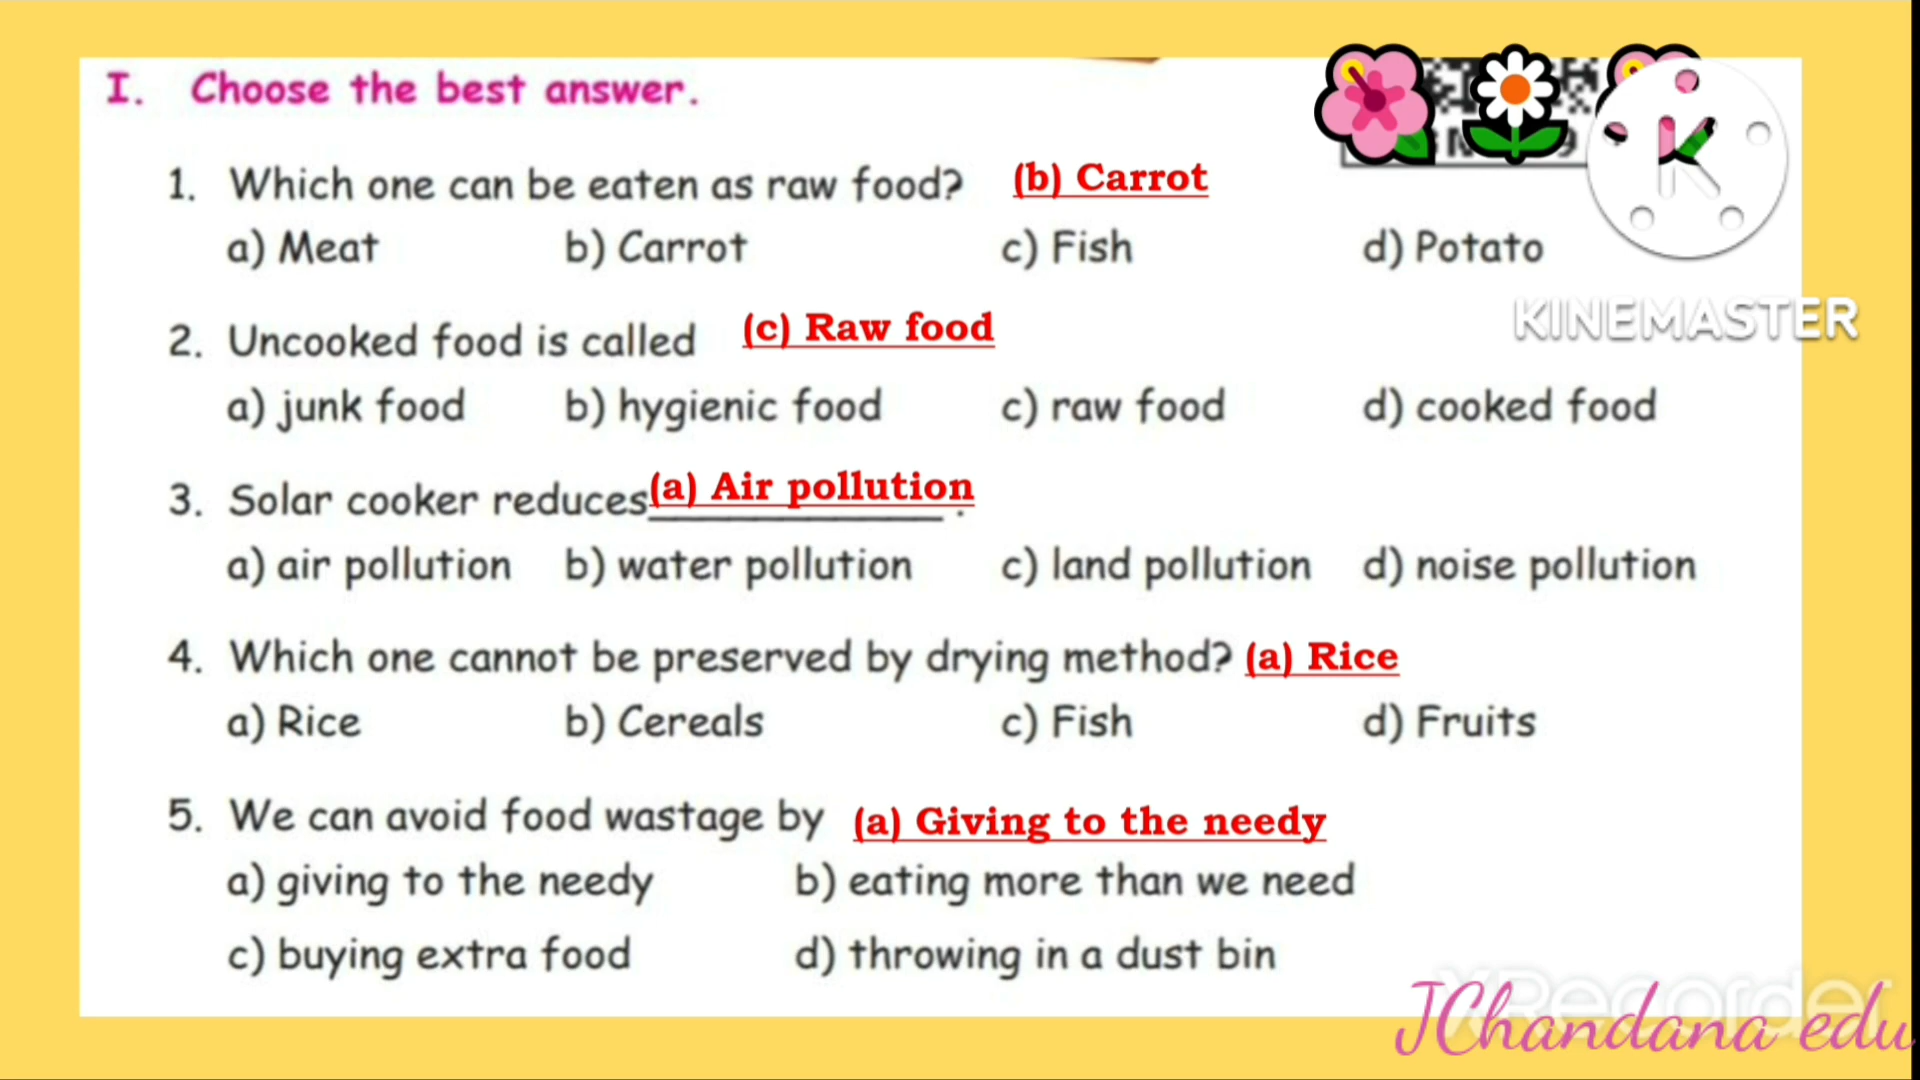 I. Choose the best answer.
1. Which one can be eaten as raw food? (b) Carrot
a) Meat b) Carrot c) Fish d) Potato
KINEMASTER
2. Uncooked food is called (c) Raw food
a) junk food b) hygienic food c) raw food d) cooked food
3. Solar cooker reduces (a) Air pollution .
a) air pollution b) water pollution c) land pollution d) noise pollution
4. Which one cannot be preserved by drying method? (a) Rice
a) Rice b) Cereals c) Fish d) Fruits
5. We can avoid food wastage by (a) Giving to the needy
a) giving to the needy b) eating more than we need
c) buying extra food d) throwing in a dust bin
XRecorder
JChandana edu